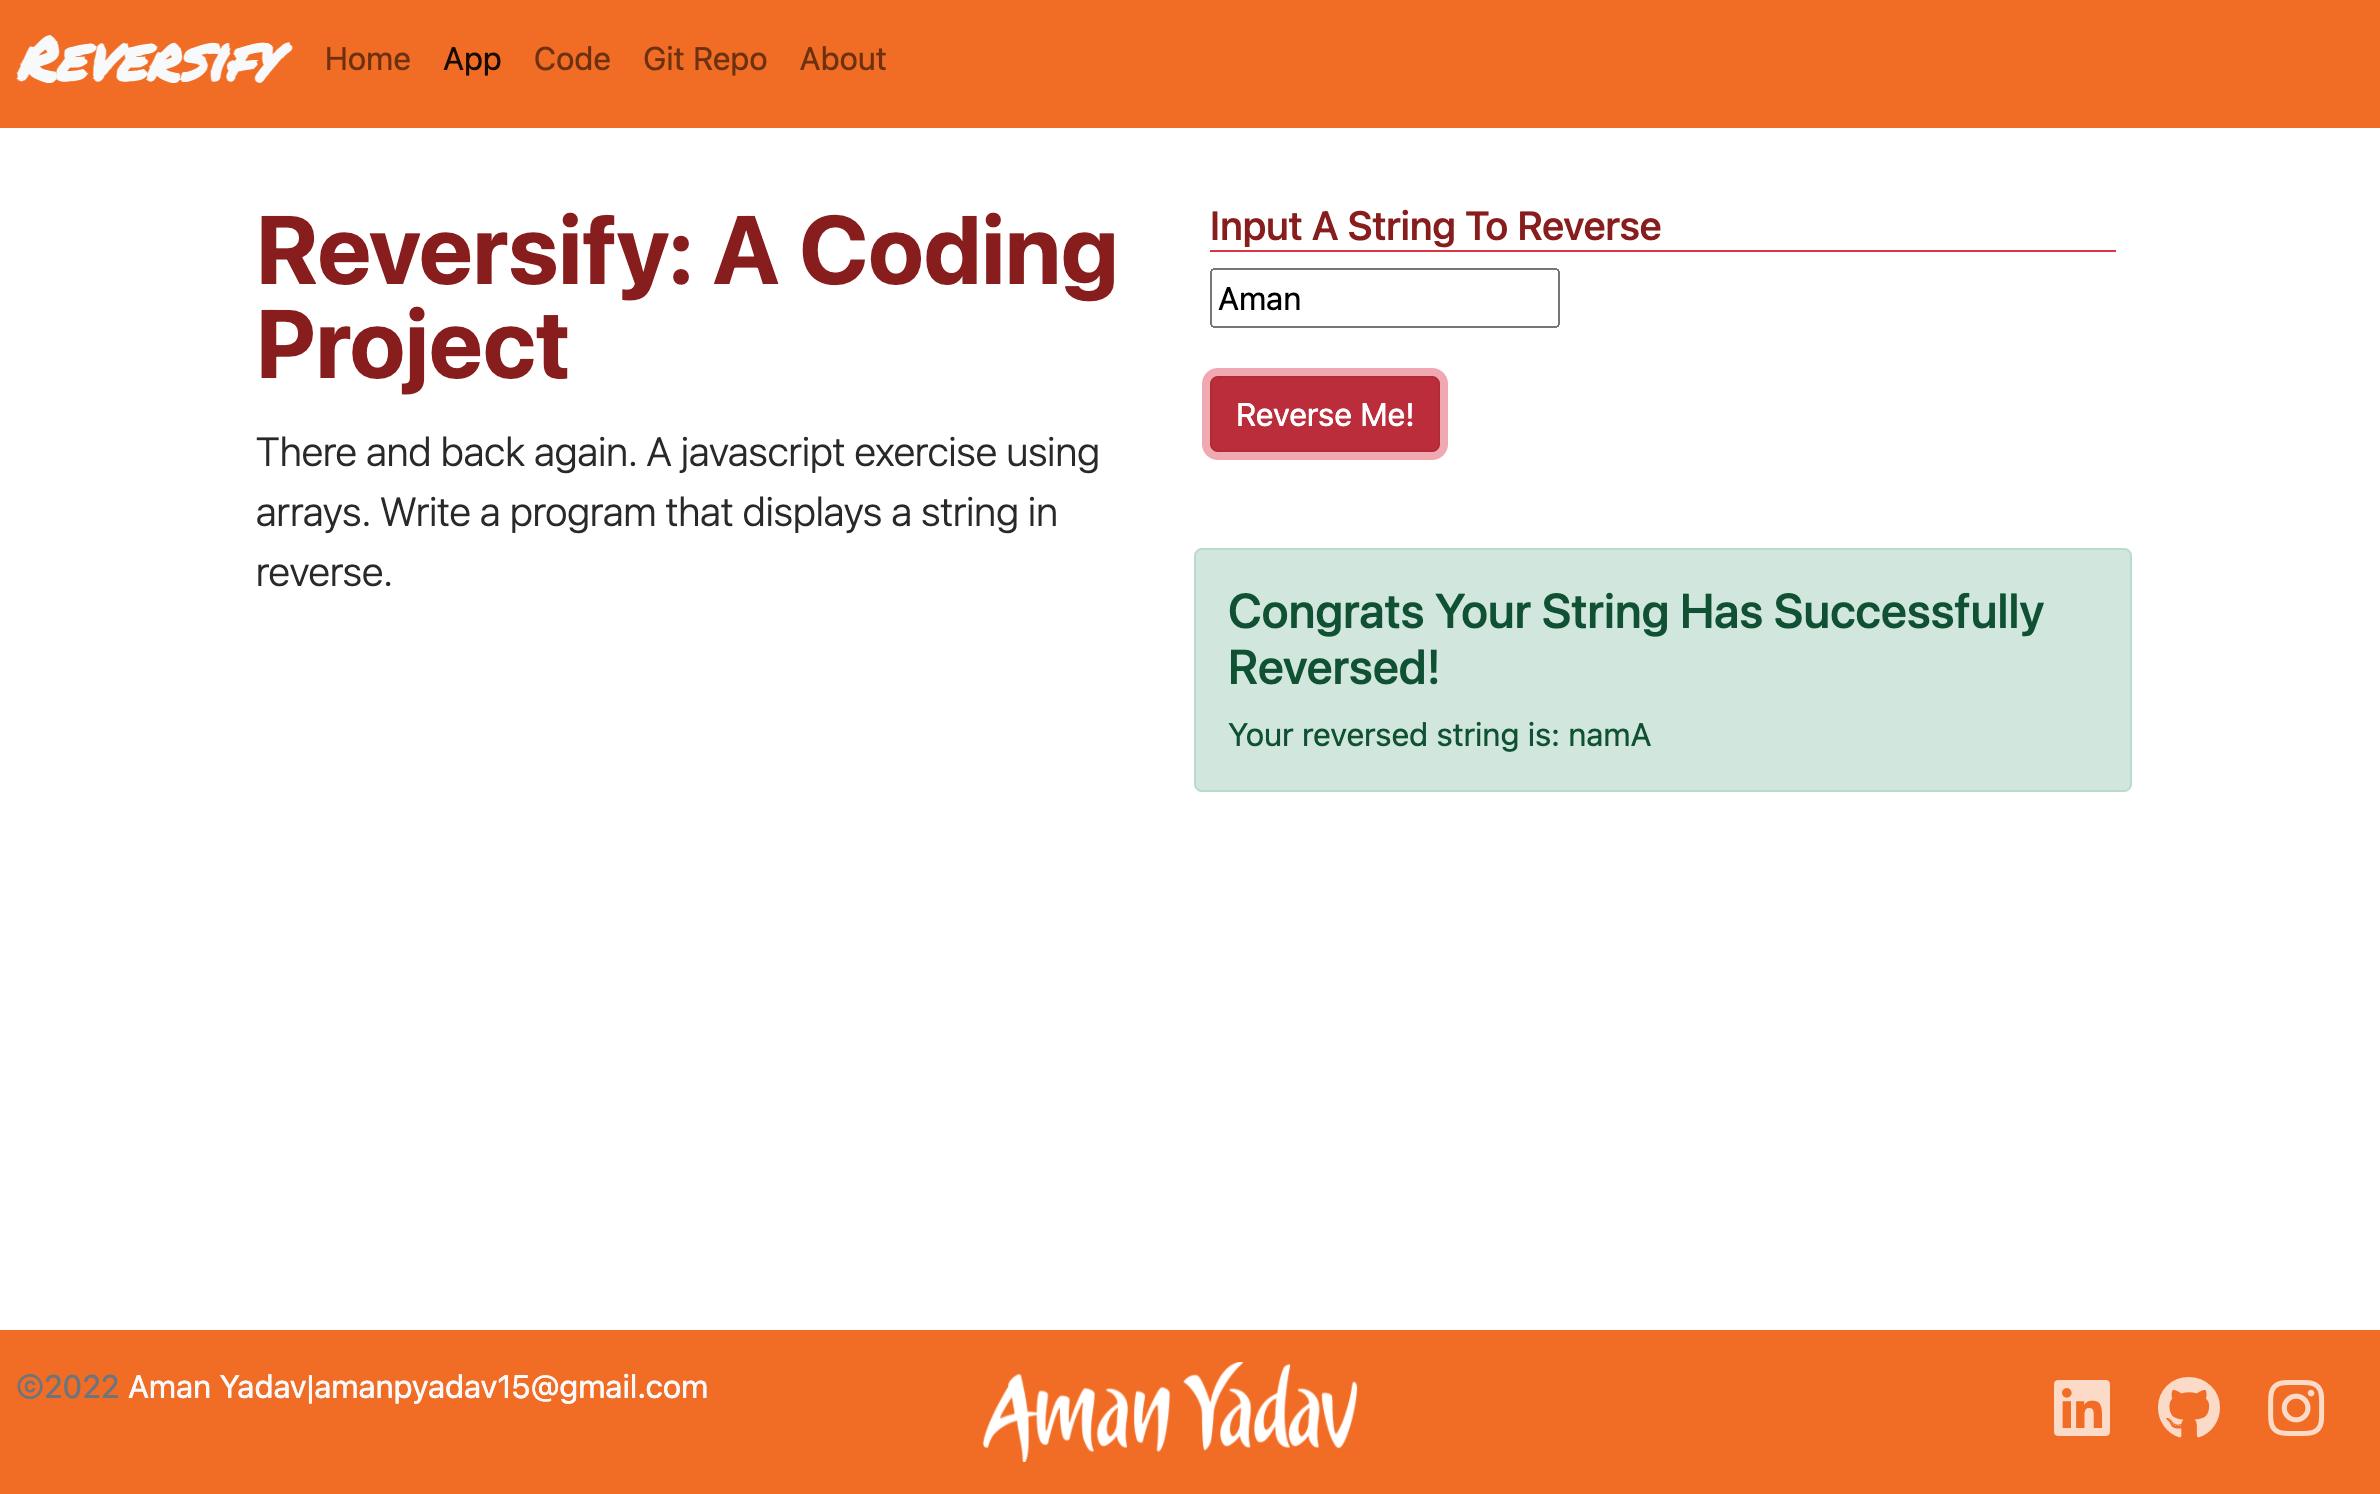 REVERSIFY Home App Code Git Repo About
Reversify: A Coding
Project
There and back again. A javascript exercise using
arrays. Write a program that displays a string in
reverse.
Input A String To Reverse
Aman
Reverse Me!
Congrats Your String Has Successfully
Reversed!
Your reversed string is: namA
©2022 Aman Yadav|amanpyadav15@gmail.com
Aman Yadav
in